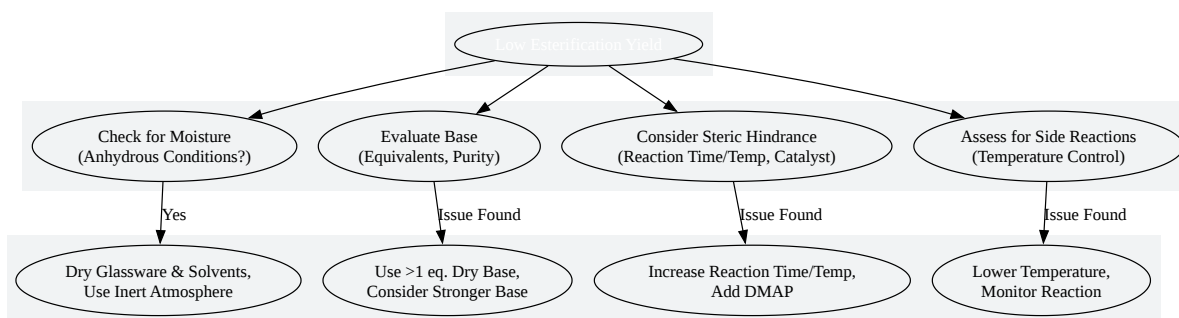 Low Esterification Yield
Check for Moisture
(Anhydrous Conditions?)
Evaluate Base
(Equivalents, Purity)
Consider Steric Hindrance
(Reaction Time/Temp, Catalyst)
Assess for Side Reactions
(Temperature Control)
Yes
Issue Found
Issue Found
Issue Found
Dry Glassware & Solvents,
Use Inert Atmosphere
Use >1 eq. Dry Base,
Consider Stronger Base
Increase Reaction Time/Temp,
Add DMAP
Lower Temperature,
Monitor Reaction